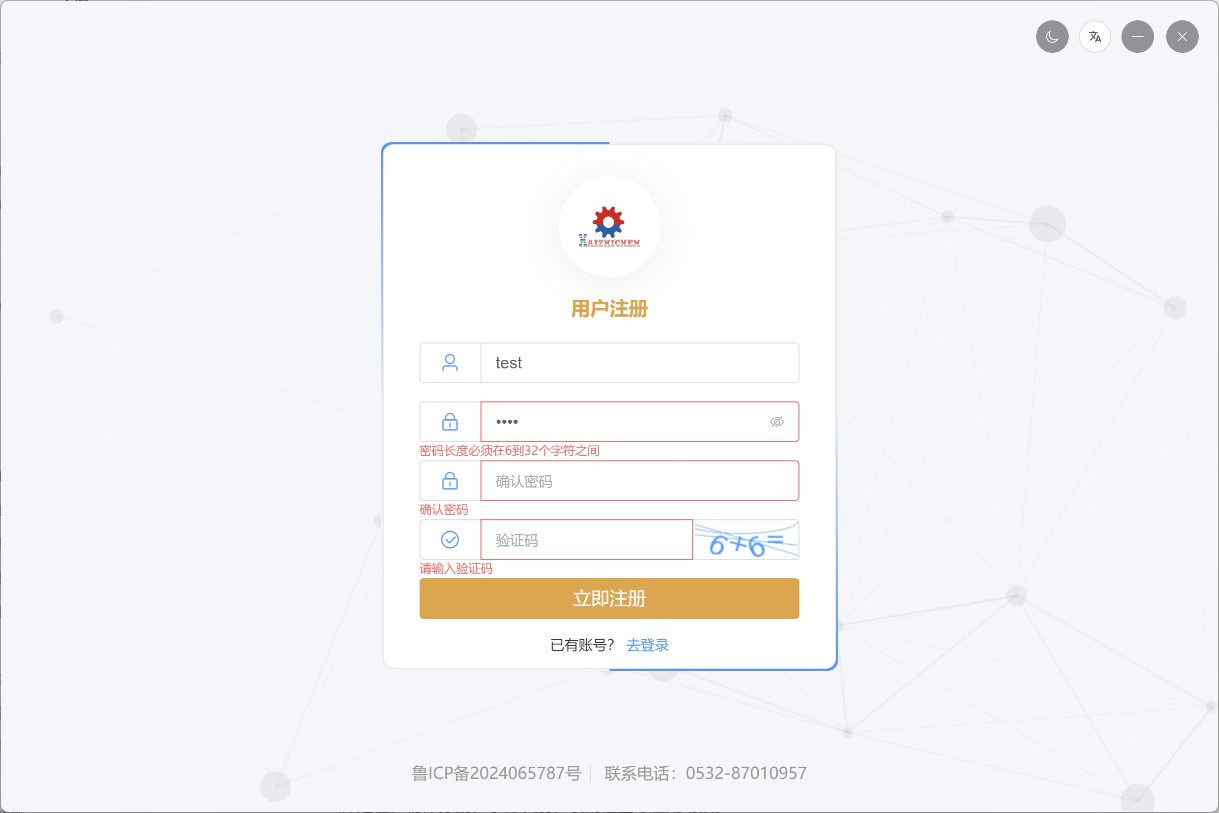 HAIZHICHEM
用户注册
test
••••
密码长度必须在6到32个字符之间
确认密码
确认密码
验证码
6+6=
请输入验证码
立即注册
已有账号？ 去登录
鲁ICP备2024065787号 | 联系电话：0532-87010957